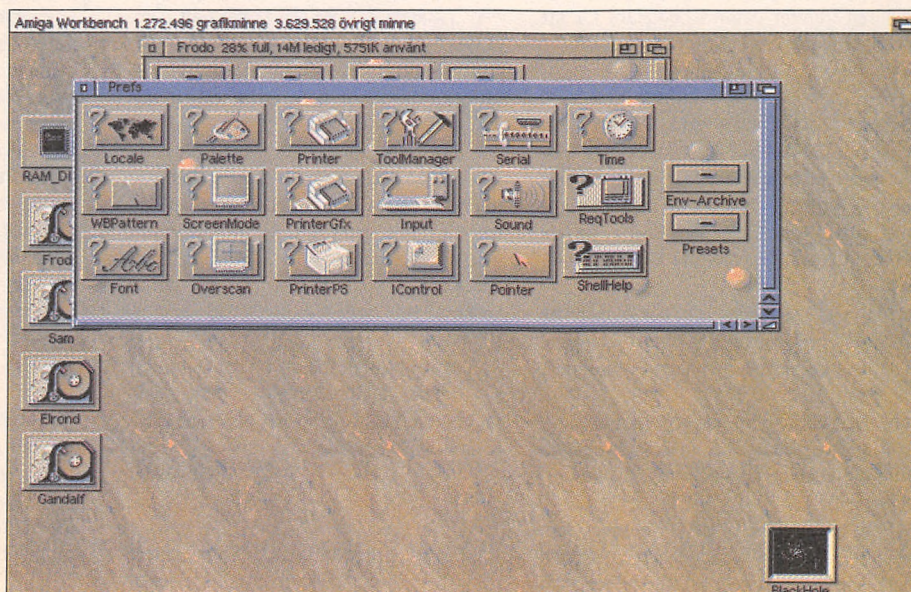 Amiga Workbench 1.272.496 grafikminne 3.629.528 övrigt minne
Frodo 28% full, 14M ledigt, 5751K använt
Prefs
Locale Palette Printer ToolManager Serial Time
RAM_DI
Env-Archive
WBPattern ScreenMode PrinterGfx Input Sound ReqTools
Presets
Frod
Font Overscan PrinterPS IControl Pointer ShellHelp
Sam
Elrond
Gandalf
BlackHole